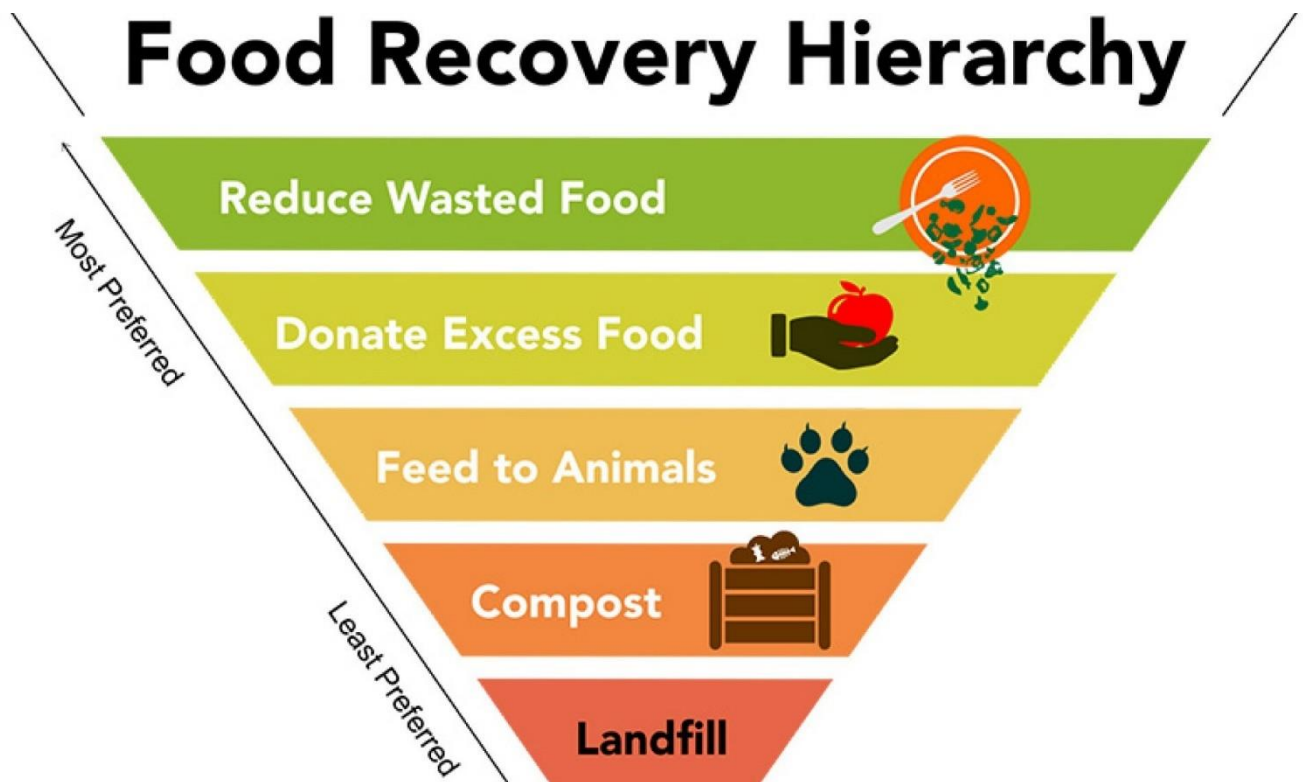 Food Recovery Hierarchy
Reduce Wasted Food
Donate Excess Food
Feed to Animals
Compost
Landfill
Most Preferred
Least Preferred